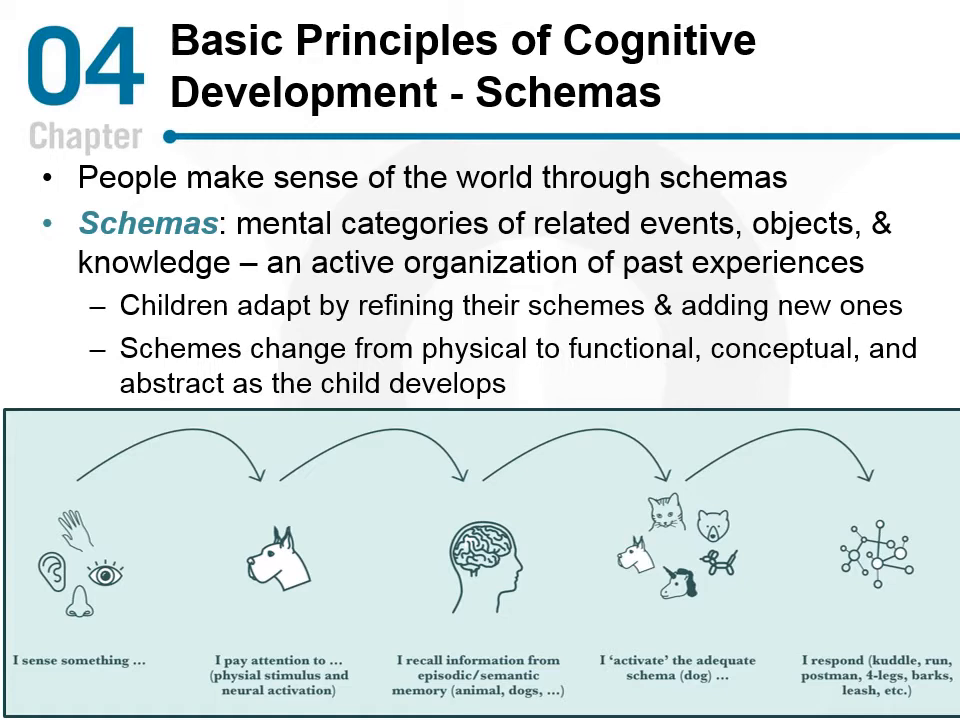 04
Chapter
Basic Principles of Cognitive
Development - Schemas
• People make sense of the world through schemas
• Schemas: mental categories of related events, objects, &
knowledge – an active organization of past experiences
– Children adapt by refining their schemes & adding new ones
– Schemes change from physical to functional, conceptual, and
abstract as the child develops
I sense something ...
I pay attention to ...
(physial stimulus and
neural activation)
I recall information from
episodic/semantic
memory (animal, dogs, ...)
I ‘activate’ the adequate
schema (dog) ...
I respond (kuddle, run,
postman, 4-legs, barks,
leash, etc.)